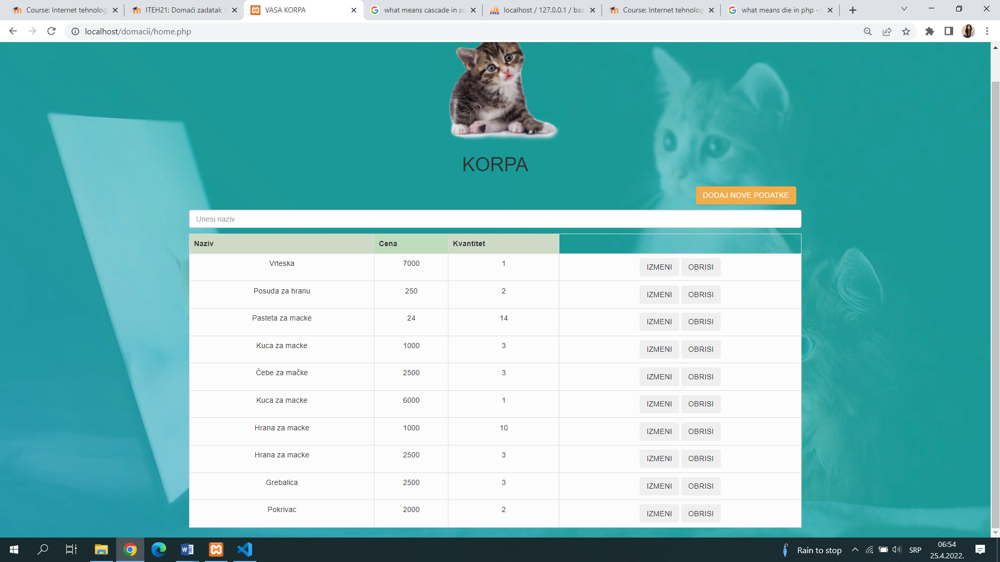 Course: Internet tehnolog
ITEH21: Domaći zadatak 1
VASA KORPA
what means cascade in sq
localhost / 127.0.0.1 / baz
Course: Internet tehnolog
what means die in php - G
localhost/domacii/home.php
KORPA
DODAJ NOVE PODATKE
Unesi naziv
Naziv Cena Kvantitet
Vrteska 7000 1 IZMENI OBRISI
Posuda za hranu 250 2 IZMENI OBRISI
Pasteta za macke 24 14 IZMENI OBRISI
Kuca za macke 1000 3 IZMENI OBRISI
Ćebe za mačke 2500 3 IZMENI OBRISI
Kuca za macke 6000 1 IZMENI OBRISI
Hrana za macke 1000 10 IZMENI OBRISI
Hrana za macke 2500 3 IZMENI OBRISI
Grebalica 2500 3 IZMENI OBRISI
Pokrivac 2000 2 IZMENI OBRISI
Rain to stop
SRP
06:54
25.4.2022.